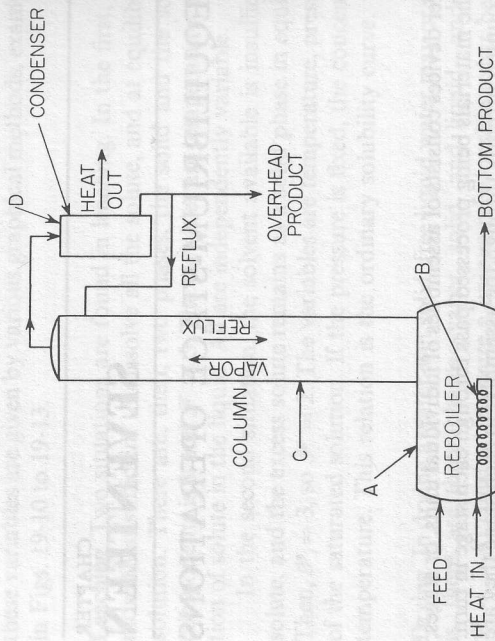 D
CONDENSER
HEAT
OUT
REFLUX
OVERHEAD
PRODUCT
VAPOR
REFLUX
COLUMN
C
A
REBOILER
B
FEED
HEAT IN
BOTTOM PRODUCT